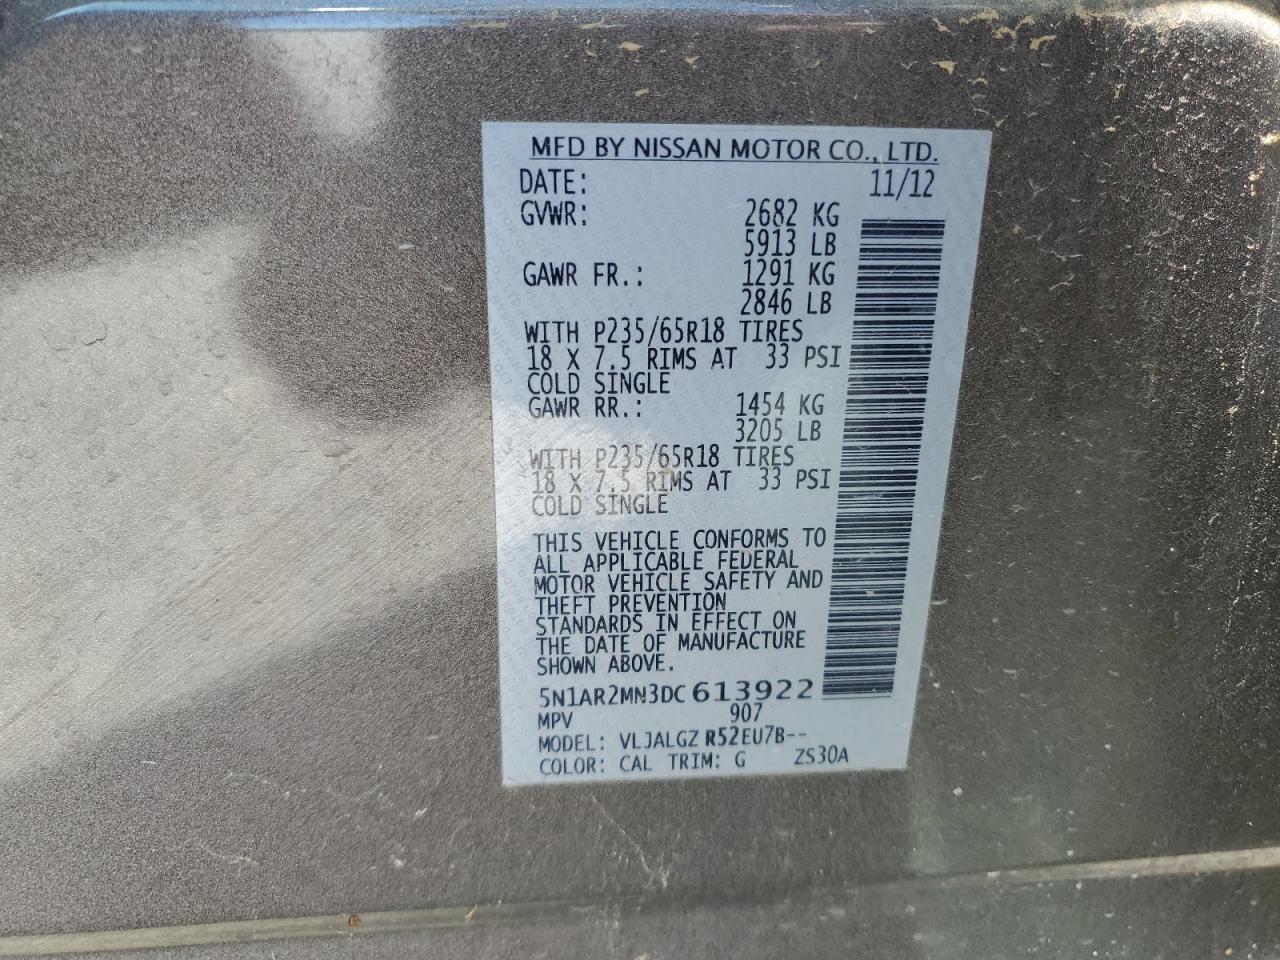 MFD BY NISSAN MOTOR CO., LTD.
DATE: 11/12
GVWR: 2682 KG
5913 LB
GAWR FR.: 1291 KG
2846 LB
WITH P235/65R18 TIRES
18 X 7.5 RIMS AT 33 PSI
COLD SINGLE
GAWR RR.: 1454 KG
3205 LB
WITH P235/65R18 TIRES
18 X 7.5 RIMS AT 33 PSI
COLD SINGLE
THIS VEHICLE CONFORMS TO
ALL APPLICABLE FEDERAL
MOTOR VEHICLE SAFETY AND
THEFT PREVENTION
STANDARDS IN EFFECT ON
THE DATE OF MANUFACTURE
SHOWN ABOVE.
5N1AR2MN3DC613922
MPV 907
MODEL: VLJALGZ R52EU7B--
COLOR: CAL TRIM: G ZS30A